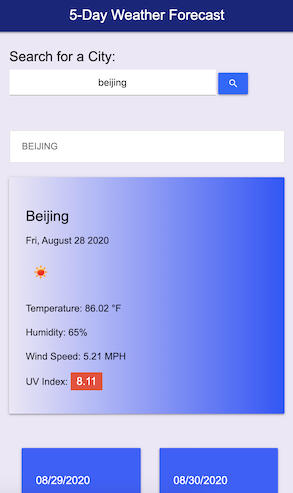 5-Day Weather Forecast
Search for a City:
beijing
BEIJING
Beijing
Fri, August 28 2020
Temperature: 86.02 °F
Humidity: 65%
Wind Speed: 5.21 MPH
UV Index: 8.11
08/29/2020 08/30/2020